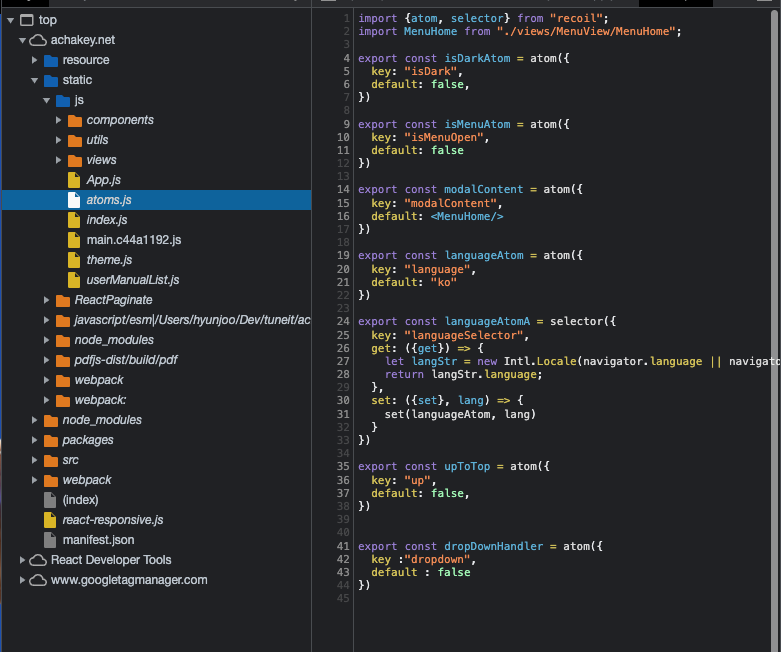 top
achakey.net
resource
static
js
components
utils
views
App.js
atoms.js
index.js
main.c44a1192.js
theme.js
userManualList.js
ReactPaginate
javascript/esm|/Users/hyunjoo/Dev/tuneit/ac
node_modules
pdfjs-dist/build/pdf
webpack
webpack:
node_modules
packages
src
webpack
(index)
react-responsive.js
manifest.json
React Developer Tools
www.googletagmanager.com
1 import {atom, selector} from "recoil";
2 import MenuHome from "./views/MenuView/MenuHome";
3
4 export const isDarkAtom = atom({
5   key: "isDark",
6   default: false,
7 })
8
9 export const isMenuAtom = atom({
10   key: "isMenuOpen",
11   default: false
12 })
13
14 export const modalContent = atom({
15   key: "modalContent",
16   default: <MenuHome/>
17 })
18
19 export const languageAtom = atom({
20   key: "language",
21   default: "ko"
22 })
23
24 export const languageAtomA = selector({
25   key: "languageSelector",
26   get: ({get}) => {
27     let langStr = new Intl.Locale(navigator.language || navigato
28     return langStr.language;
29   },
30   set: ({set}, lang) => {
31     set(languageAtom, lang)
32   }
33 })
34
35 export const upToTop = atom({
36   key: "up",
37   default: false,
38 })
39
40
41 export const dropDownHandler = atom({
42   key :"dropdown",
43   default : false
44 })
45